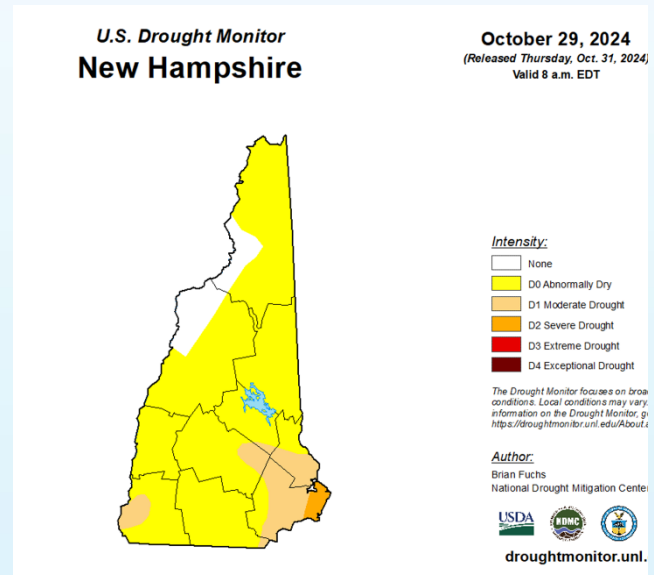 U.S. Drought Monitor
New Hampshire
October 29, 2024
(Released Thursday, Oct. 31, 2024)
Valid 8 a.m. EDT
Intensity:
None
D0 Abnormally Dry
D1 Moderate Drought
D2 Severe Drought
D3 Extreme Drought
D4 Exceptional Drought
The Drought Monitor focuses on broa
conditions. Local conditions may vary.
information on the Drought Monitor, g
https://droughtmonitor.unl.edu/About.a
Author:
Brian Fuchs
National Drought Mitigation Cente
USDA
NDMC
droughtmonitor.unl.